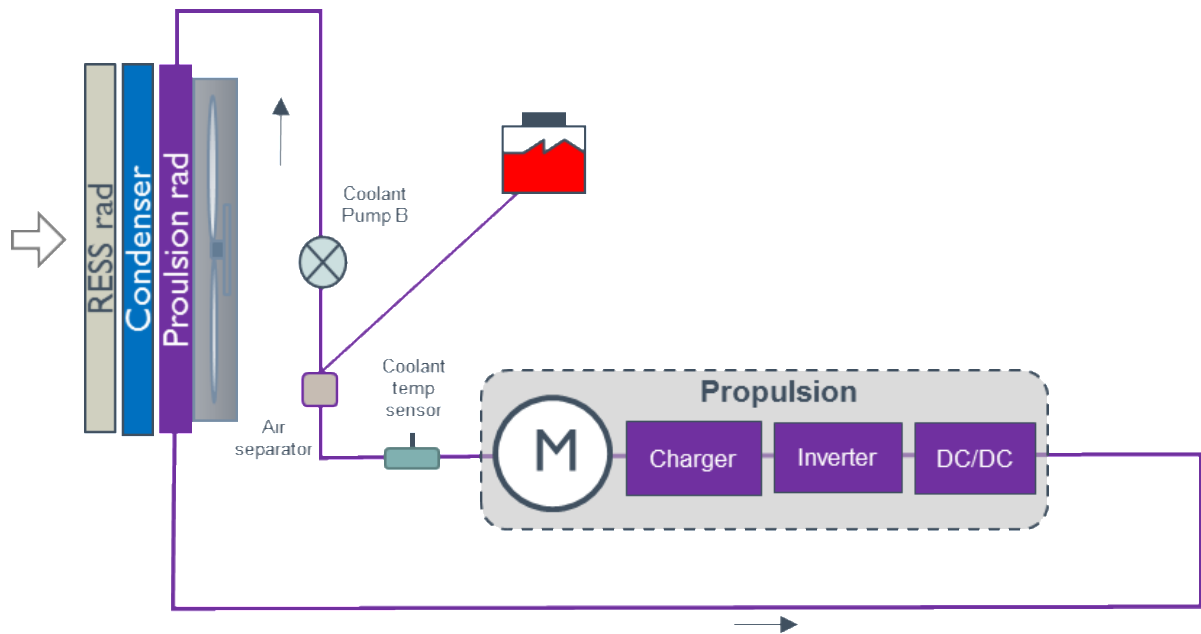 RESS rad
Condenser
Proulsion rad
Coolant
Pump B
Air
separator
Coolant
temp
sensor
Propulsion
M
Charger
Inverter
DC/DC